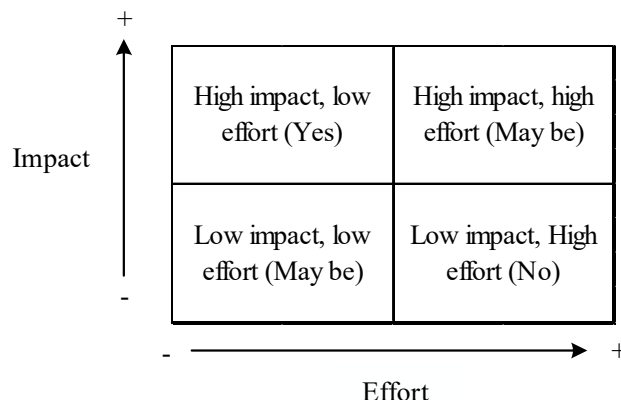 +
High impact, low
effort (Yes)
High impact, high
effort (May be)
Impact
Low impact, low
effort (May be)
Low impact, High
effort (No)
-
-
+
Effort